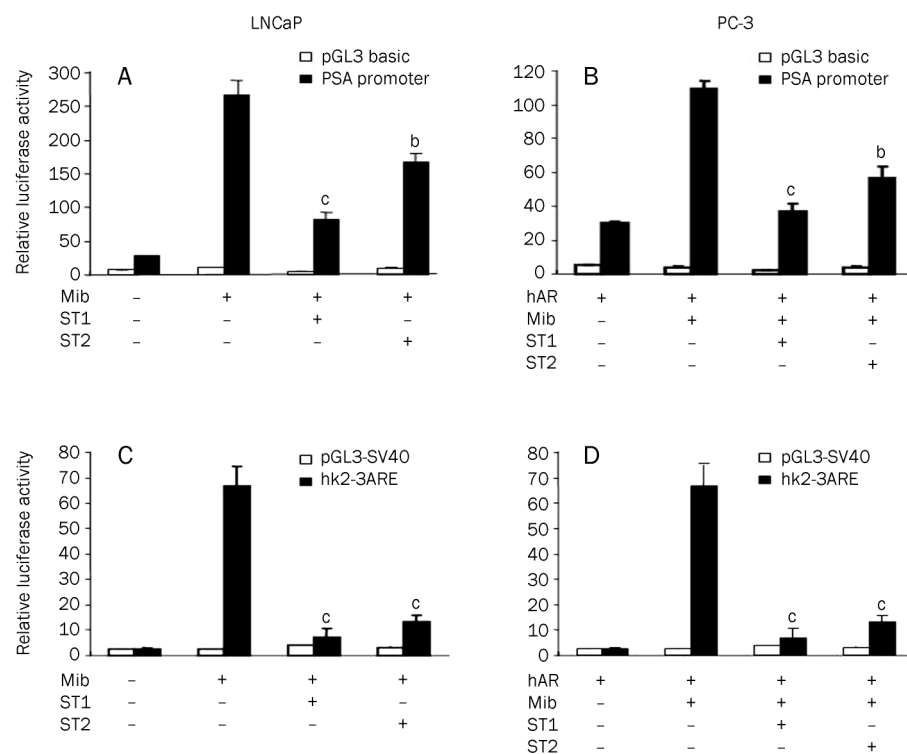 LNCaP
PC-3
A
pGL3 basic
PSA promoter
Relative luciferase activity
300
250
200
150
100
50
0
c
b
Mib – + + +
ST1 – – + –
ST2 – – – +
B
pGL3 basic
PSA promoter
120
100
80
60
40
20
0
c
b
hAR + + + +
Mib – + + +
ST1 – – + –
ST2 – – – +
C
pGL3-SV40
hk2-3ARE
Relative luciferase activity
80
70
60
50
40
30
20
10
0
c
c
Mib – + + +
ST1 – – + –
ST2 – – – +
D
pGL3-SV40
hk2-3ARE
80
70
60
50
40
30
20
10
0
c
c
hAR + + + +
Mib – + + +
ST1 – – + –
ST2 – – – +